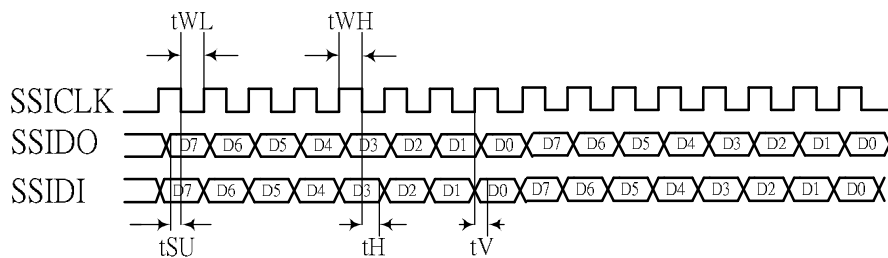 tWL tWH
SSICLK
SSIDO D7 D6 D5 D4 D3 D2 D1 D0 D7 D6 D5 D4 D3 D2 D1 D0
SSIDI D7 D6 D5 D4 D3 D2 D1 D0 D7 D6 D5 D4 D3 D2 D1 D0
tSU tH tV